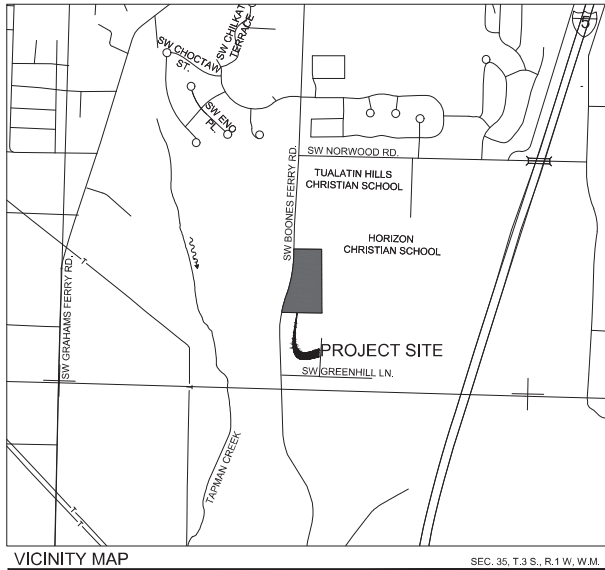 SW CHILKAT
TERRACE
5
SW CHOCTAW
ST.
SW ENO
PL.
SW NORWOOD RD.
TUALATIN HILLS
CHRISTIAN SCHOOL
SW BOONES FERRY RD.
HORIZON
CHRISTIAN SCHOOL
SW GRAHAMS FERRY RD.
T
PROJECT SITE
SW GREENHILL LN.
TAPMAN CREEK
T
T
VICINITY MAP
SEC. 35, T.3 S., R.1 W, W.M.